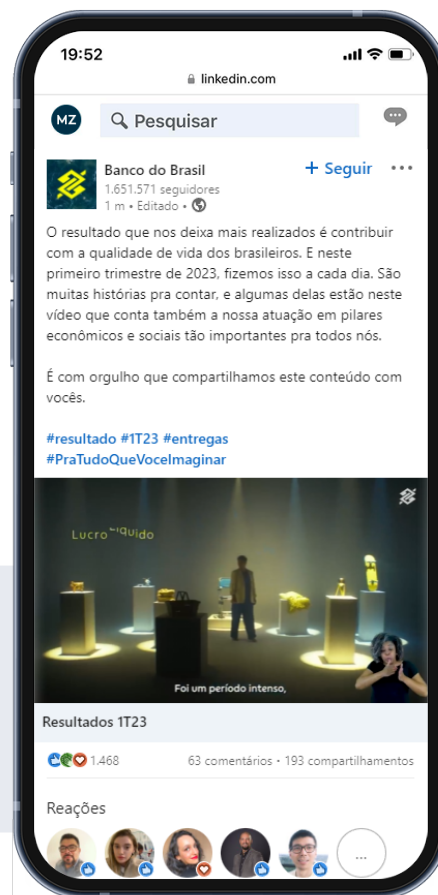 19:52
linkedin.com
MZ
Pesquisar
Banco do Brasil
+ Seguir
1.651.571 seguidores
1 m • Editado •
O resultado que nos deixa mais realizados é contribuir
com a qualidade de vida dos brasileiros. E neste
primeiro trimestre de 2023, fizemos isso a cada dia. São
muitas histórias pra contar, e algumas delas estão neste
vídeo que conta também a nossa atuação em pilares
econômicos e sociais tão importantes pra todos nós.
É com orgulho que compartilhamos este conteúdo com
vocês.
#resultado #1T23 #entregas
#PraTudoQueVoceImaginar
Lucro Líquido
Foi um período intenso,
Resultados 1T23
1.468
63 comentários • 193 compartilhamentos
Reações
...